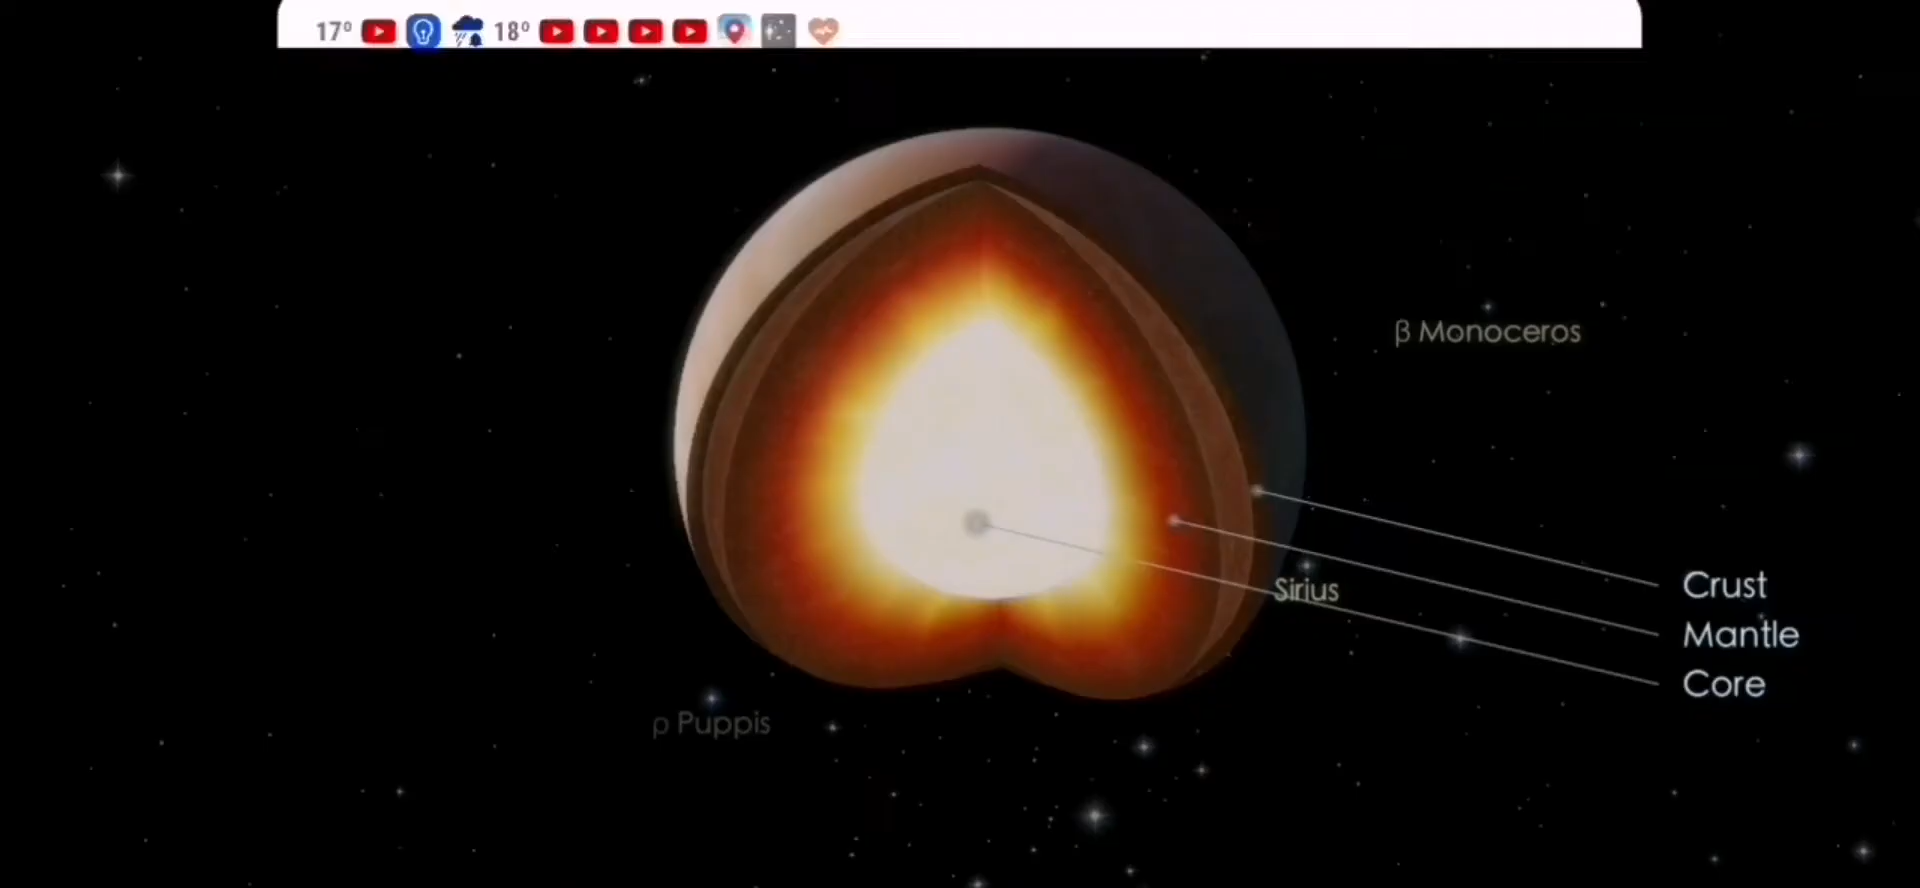 17°
18°
β Monoceros
Crust
Sirius
Mantle
Core
ρ Puppis